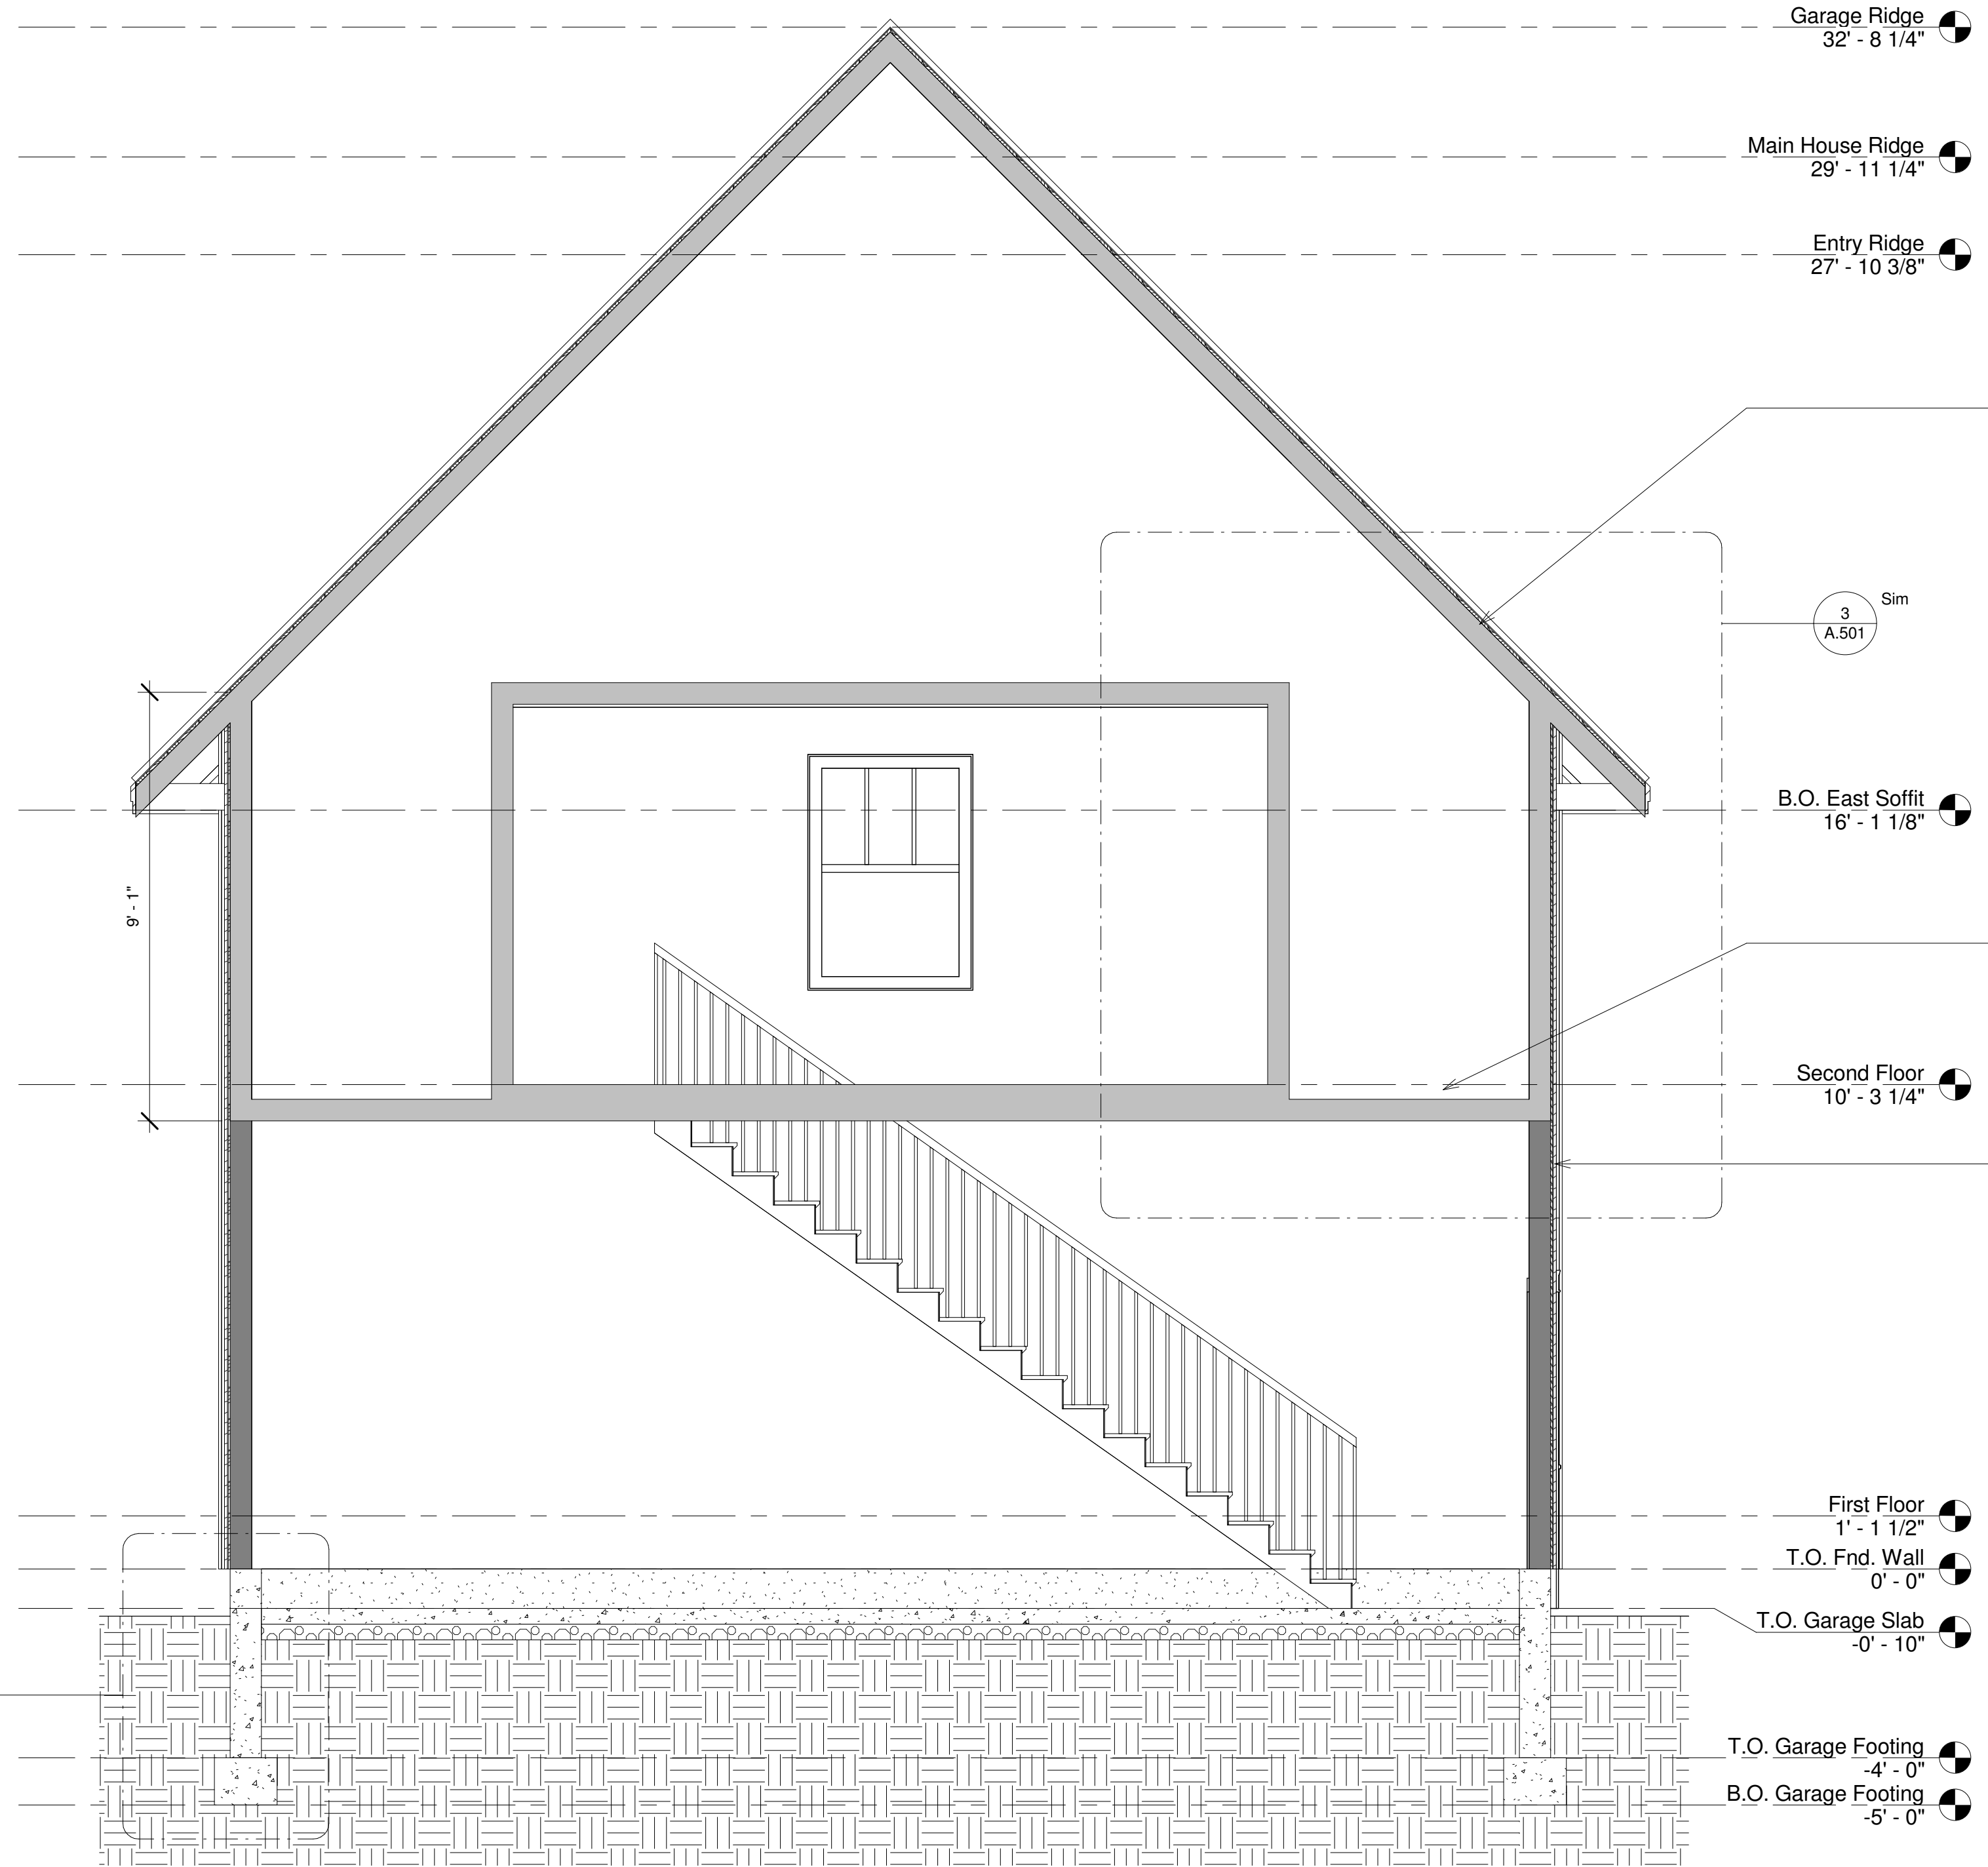 Garage Ridge
32' - 8 1/4"
Main House Ridge
29' - 11 1/4"
Entry Ridge
27' - 10 3/8"
3
A.501
Sim
B.O. East Soffit
16' - 1 1/8"
9' - 1"
Second Floor
10' - 3 1/4"
First Floor
1' - 1 1/2"
T.O. Fnd. Wall
0' - 0"
T.O. Garage Slab
-0' - 10"
T.O. Garage Footing
-4' - 0"
B.O. Garage Footing
-5' - 0"